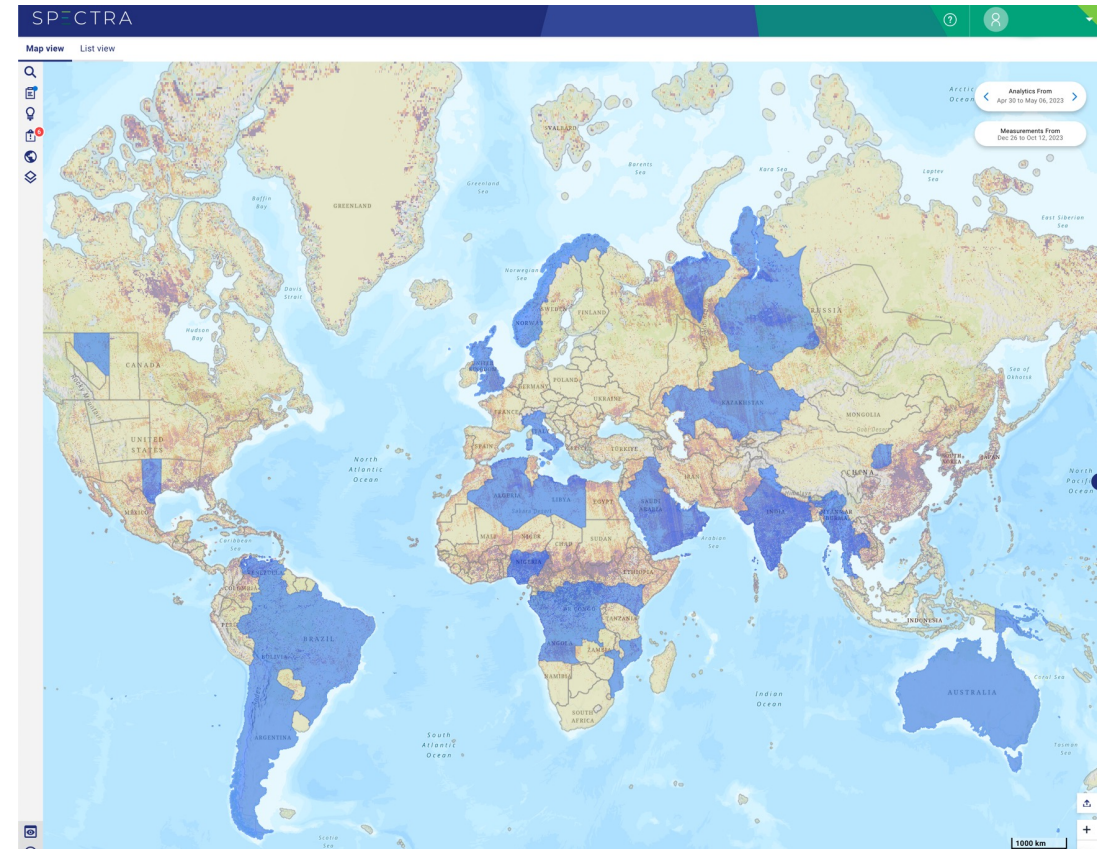 SPECTRA
Map view List view
Analytics From
Apr 30 to May 06, 2023
Measurements From
Dec 26 to Oct 12, 2023
6
Arctic
Ocean
SVALBARD
Barents
Sea
Kara Sea
Laptev
Sea
East Siberian
Sea
Greenland
Sea
Baffin
Bay
GREENLAND
Norwegian
Sea
Davis
Strait
Hudson
Bay
SWEDEN
NORWAY
FINLAND
RUSSIA
Sea of
Okhotsk
CANADA
UNITED
KINGDOM
GERMANY
POLAND
UKRAINE
KAZAKHSTAN
MONGOLIA
FRANCE
ITALY
SPAIN
GREECE
TÜRKIYE
UNITED
STATES
North
Atlantic
Ocean
IRAN
CHINA
SOUTH
KOREA
JAPAN
North
Pacific
Ocean
ALGERIA
LIBYA
EGYPT
Sahara Desert
SAUDI
ARABIA
INDIA
MYANMAR
MÉXICO
Caribbean
Sea
MALI
NIGER
CHAD
SUDAN
Arabian
Sea
NIGERIA
ETHIOPIA
VENEZUELA
COLOMBIA
DR CONGO
TANZANIA
INDONESIA
PERU
BRAZIL
BOLIVIA
ANGOLA
ZAMBIA
NAMIBIA
Coral Sea
AUSTRALIA
Indian
Ocean
SOUTH
AFRICA
South
Atlantic
Ocean
ARGENTINA
Tasman
Sea
Scotia
Sea
1000 km
+